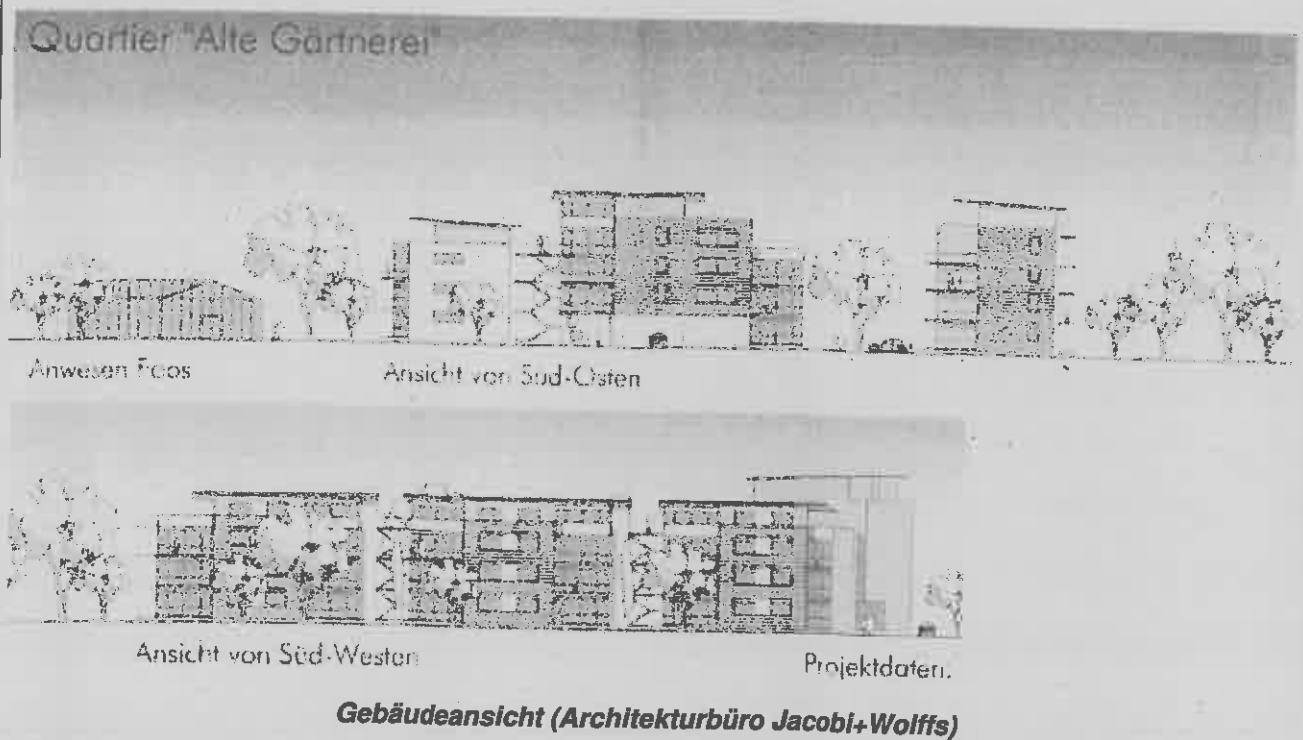 Quartier "Alte Gärtnerei"
Anwesen Foos
Ansicht von Süd-Osten
Ansicht von Süd-Westen
Projektdaten.
Gebäudeansicht (Architekturbüro Jacobi+Wolffs)